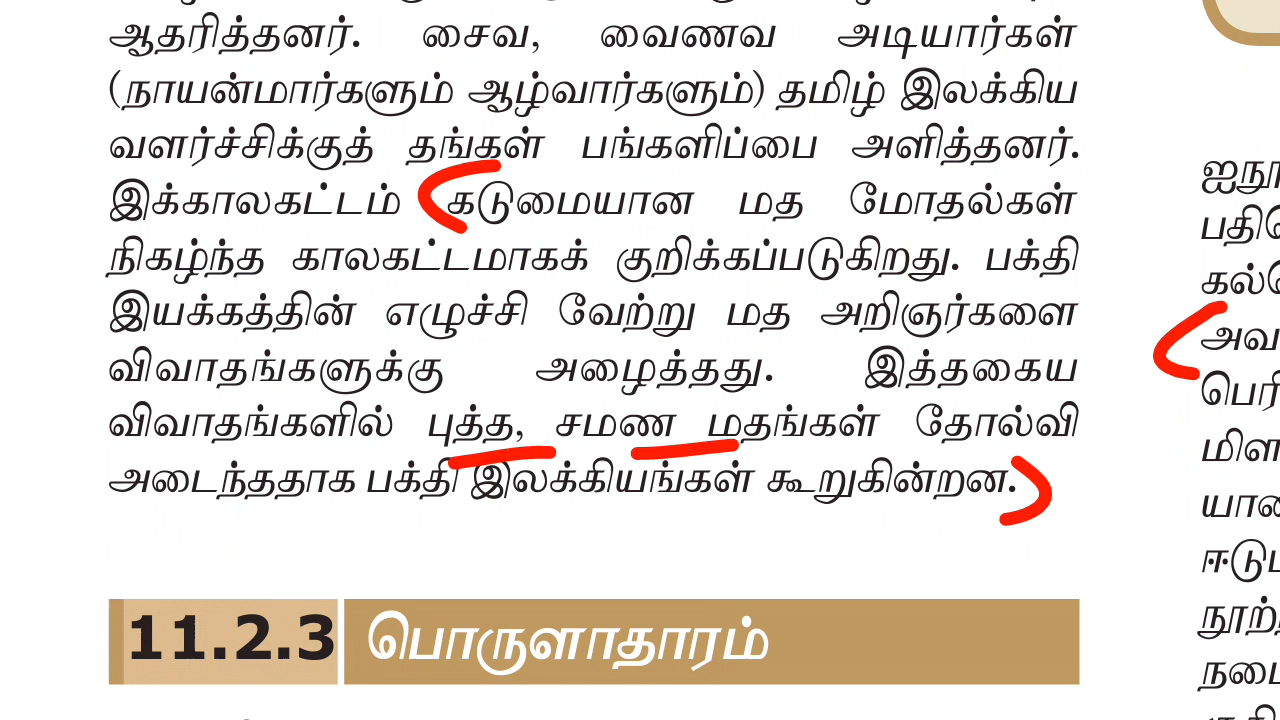 ஆதரித்தனர். சைவ, வைணவ அடியார்கள்
(நாயன்மார்களும் ஆழ்வார்களும்) தமிழ் இலக்கிய
வளர்ச்சிக்குத் தங்கள் பங்களிப்பை அளித்தனர்.
இக்காலகட்டம் கடுமையான மத மோதல்கள்
நிகழ்ந்த காலகட்டமாகக் குறிக்கப்படுகிறது. பக்தி
இயக்கத்தின் எழுச்சி வேற்று மத அறிஞர்களை
விவாதங்களுக்கு அழைத்தது. இத்தகைய
விவாதங்களில் புத்த, சமண மதங்கள் தோல்வி
அடைந்ததாக பக்தி இலக்கியங்கள் கூறுகின்றன.
11.2.3 பொருளாதாரம்